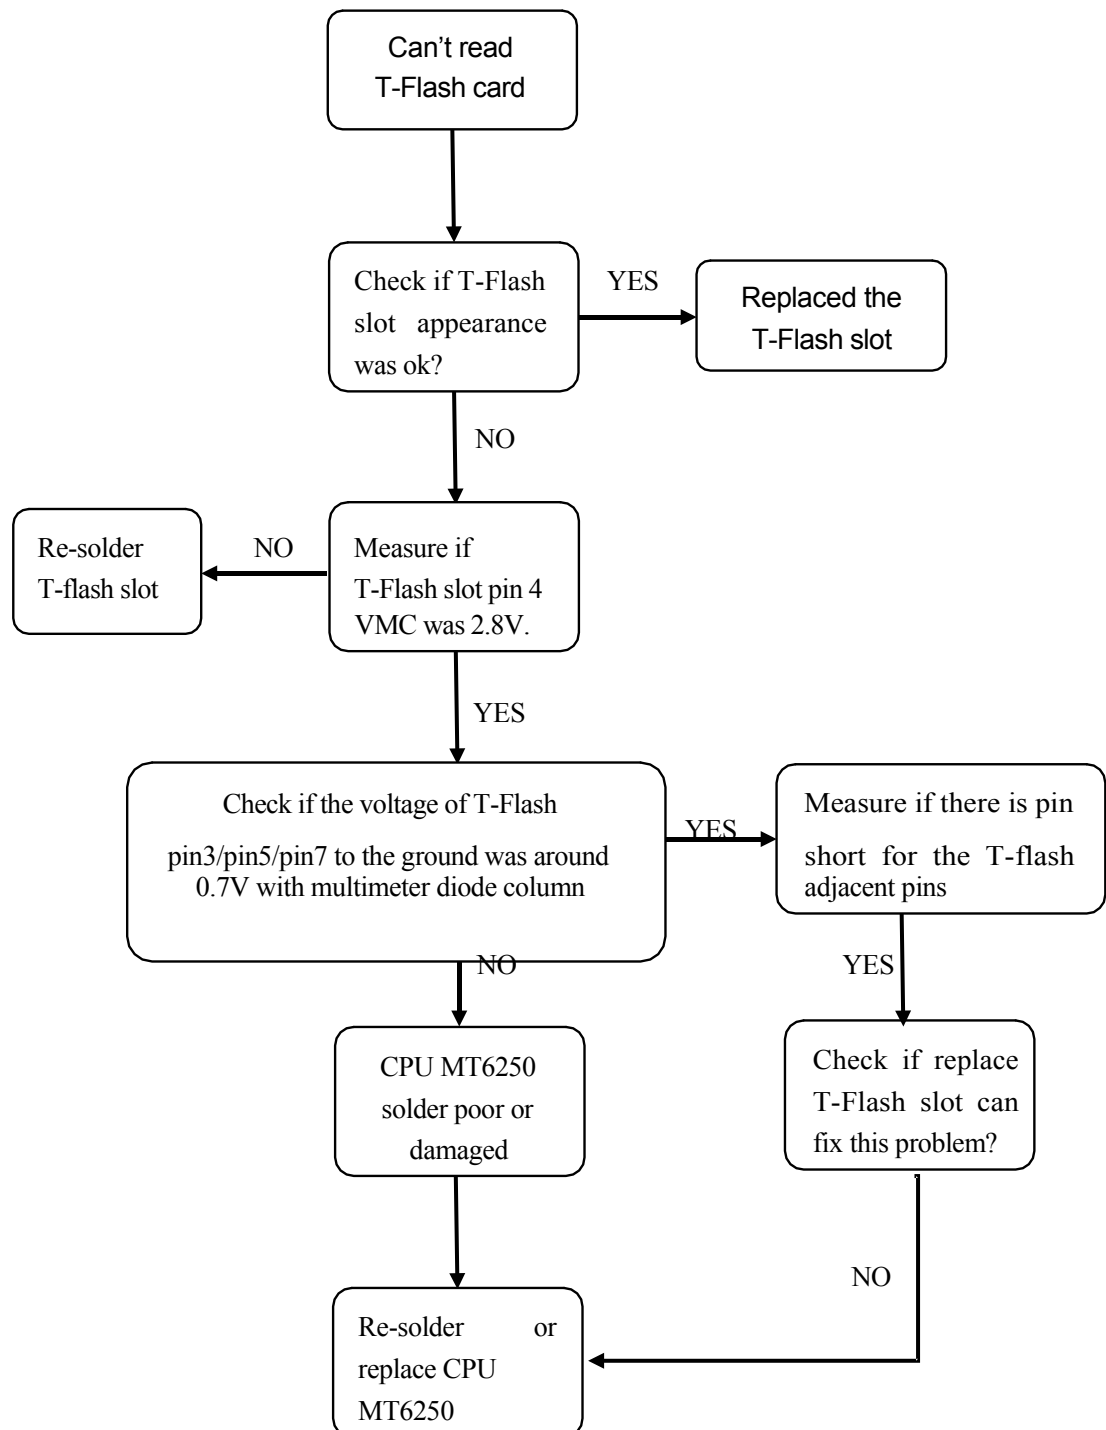 Can't read
T-Flash card
Check if T-Flash
slot appearance
was ok?
YES
Replaced the
T-Flash slot
NO
Re-solder
T-flash slot
NO
Measure if
T-Flash slot pin 4
VMC was 2.8V.
YES
Check if the voltage of T-Flash
pin3/pin5/pin7 to the ground was around
0.7V with multimeter diode column
YES
Measure if there is pin
short for the T-flash
adjacent pins
NO
YES
CPU MT6250
solder poor or
damaged
Check if replace
T-Flash slot can
fix this problem?
NO
Re-solder or
replace CPU
MT6250